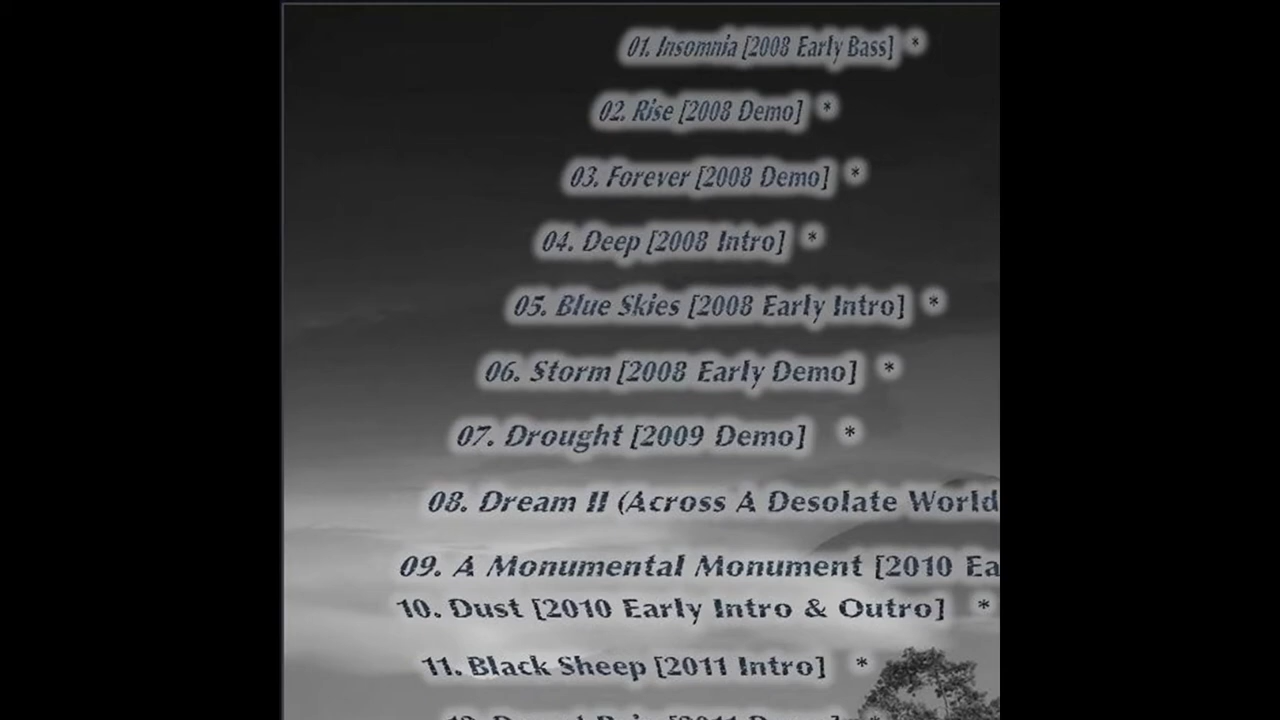 01. Insomnia [2008 Early Bass] *
02. Rise [2008 Demo] *
03. Forever [2008 Demo] *
04. Deep [2008 Intro] *
05. Blue Skies [2008 Early Intro] *
06. Storm [2008 Early Demo] *
07. Drought [2009 Demo] *
08. Dream II (Across A Desolate World
09. A Monumental Monument [2010 Ea
10. Dust [2010 Early Intro & Outro] *
11. Black Sheep [2011 Intro] *